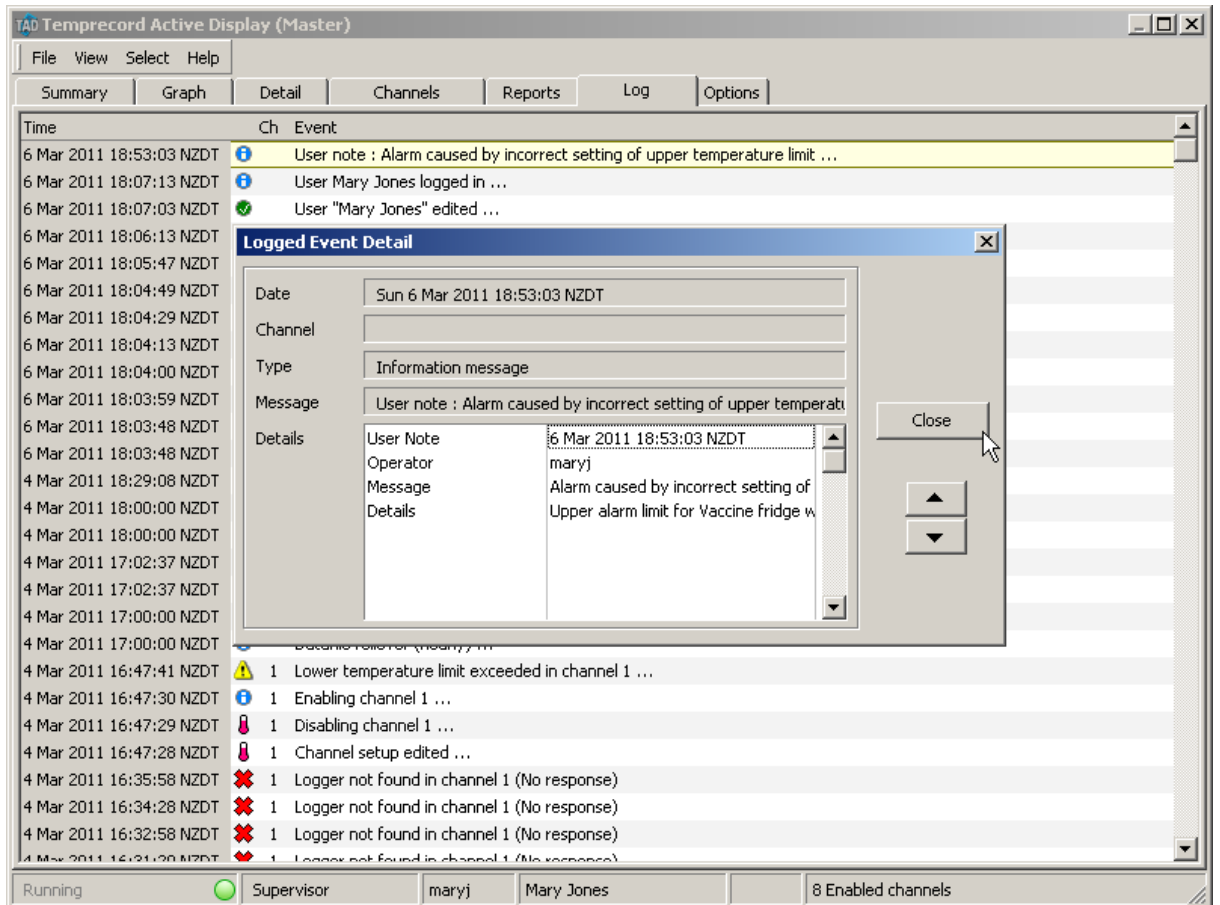 TAD Temprecord Active Display (Master)
File View Select Help
Summary Graph Detail Channels Reports Log Options
Time Ch Event
6 Mar 2011 18:53:03 NZDT User note : Alarm caused by incorrect setting of upper temperature limit ...
6 Mar 2011 18:07:13 NZDT User Mary Jones logged in ...
6 Mar 2011 18:07:03 NZDT User "Mary Jones" edited ...
6 Mar 2011 18:06:13 NZDT
6 Mar 2011 18:05:47 NZDT
6 Mar 2011 18:04:49 NZDT
6 Mar 2011 18:04:29 NZDT
6 Mar 2011 18:04:13 NZDT
6 Mar 2011 18:04:00 NZDT
6 Mar 2011 18:03:59 NZDT
6 Mar 2011 18:03:48 NZDT
6 Mar 2011 18:03:48 NZDT
4 Mar 2011 18:29:08 NZDT
4 Mar 2011 18:00:00 NZDT
4 Mar 2011 18:00:00 NZDT
4 Mar 2011 17:02:37 NZDT
4 Mar 2011 17:02:37 NZDT
4 Mar 2011 17:00:00 NZDT
4 Mar 2011 17:00:00 NZDT
Logged Event Detail
Date Sun 6 Mar 2011 18:53:03 NZDT
Channel
Type Information message
Message User note : Alarm caused by incorrect setting of upper temperatu
Details
User Note 6 Mar 2011 18:53:03 NZDT
Operator maryj
Message Alarm caused by incorrect setting of
Details Upper alarm limit for Vaccine fridge w
Close
4 Mar 2011 16:47:41 NZDT 1 Lower temperature limit exceeded in channel 1 ...
4 Mar 2011 16:47:30 NZDT 1 Enabling channel 1 ...
4 Mar 2011 16:47:29 NZDT 1 Disabling channel 1 ...
4 Mar 2011 16:47:28 NZDT 1 Channel setup edited ...
4 Mar 2011 16:35:58 NZDT 1 Logger not found in channel 1 (No response)
4 Mar 2011 16:34:28 NZDT 1 Logger not found in channel 1 (No response)
4 Mar 2011 16:32:58 NZDT 1 Logger not found in channel 1 (No response)
4 Mar 2011 NZDT 1 Logger not found in channel 1 (No response)
Running Supervisor maryj Mary Jones 8 Enabled channels